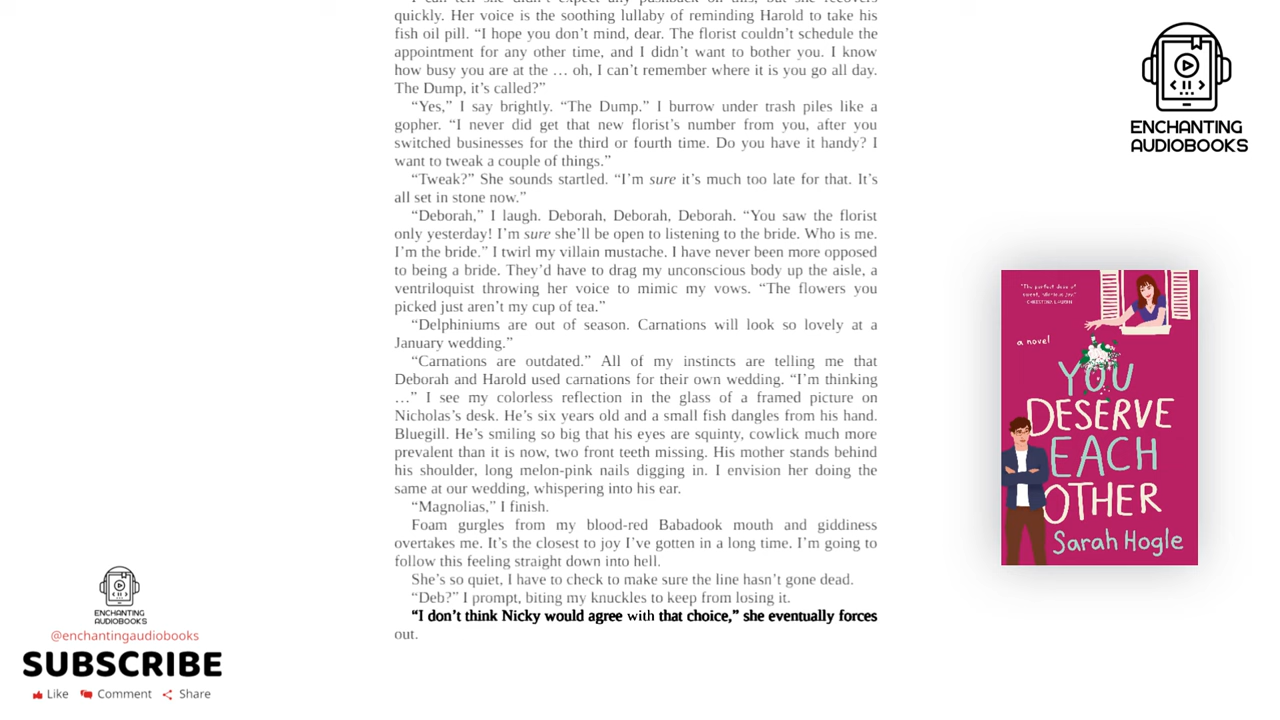 I can tell she didn't expect any pushback on this, but she recovers
quickly. Her voice is the soothing lullaby of reminding Harold to take his
fish oil pill. “I hope you don’t mind, dear. The florist couldn’t schedule the
appointment for any other time, and I didn’t want to bother you. I know
how busy you are at the … oh, I can’t remember where it is you go all day.
The Dump, it’s called?”
“Yes,” I say brightly. “The Dump.” I burrow under trash piles like a
gopher. “I never did get that new florist’s number from you, after you
switched businesses for the third or fourth time. Do you have it handy? I
want to tweak a couple of things.”
“Tweak?” She sounds startled. “I’m sure it’s much too late for that. It’s
all set in stone now.”
“Deborah,” I laugh. Deborah, Deborah, Deborah. “You saw the florist
only yesterday! I’m sure she’ll be open to listening to the bride. Who is me.
I’m the bride.” I twirl my villain mustache. I have never been more opposed
to being a bride. They’d have to drag my unconscious body up the aisle, a
ventriloquist throwing her voice to mimic my vows. “The flowers you
picked just aren’t my cup of tea.”
“Delphiniums are out of season. Carnations will look so lovely at a
January wedding.”
“Carnations are outdated.” All of my instincts are telling me that
Deborah and Harold used carnations for their own wedding. “I’m thinking
…” I see my colorless reflection in the glass of a framed picture on
Nicholas’s desk. He’s six years old and a small fish dangles from his hand.
Bluegill. He’s smiling so big that his eyes are squinty, cowlick much more
prevalent than it is now, two front teeth missing. His mother stands behind
his shoulder, long melon-pink nails digging in. I envision her doing the
same at our wedding, whispering into his ear.
“Magnolias,” I finish.
Foam gurgles from my blood-red Babadook mouth and giddiness
overtakes me. It’s the closest to joy I’ve gotten in a long time. I’m going to
follow this feeling straight down into hell.
She’s so quiet, I have to check to make sure the line hasn’t gone dead.
“Deb?” I prompt, biting my knuckles to keep from losing it.
“I don’t think Nicky would agree with that choice,” she eventually forces
out.
ENCHANTING
AUDIOBOOKS
"The perfect dose of
CHRISTINA LAUREN
a novel
YOU
DESERVE
EACH
OTHER
Sarah Hogle
ENCHANTING
AUDIOBOOKS
@enchantingaudiobooks
SUBSCRIBE
Like Comment Share